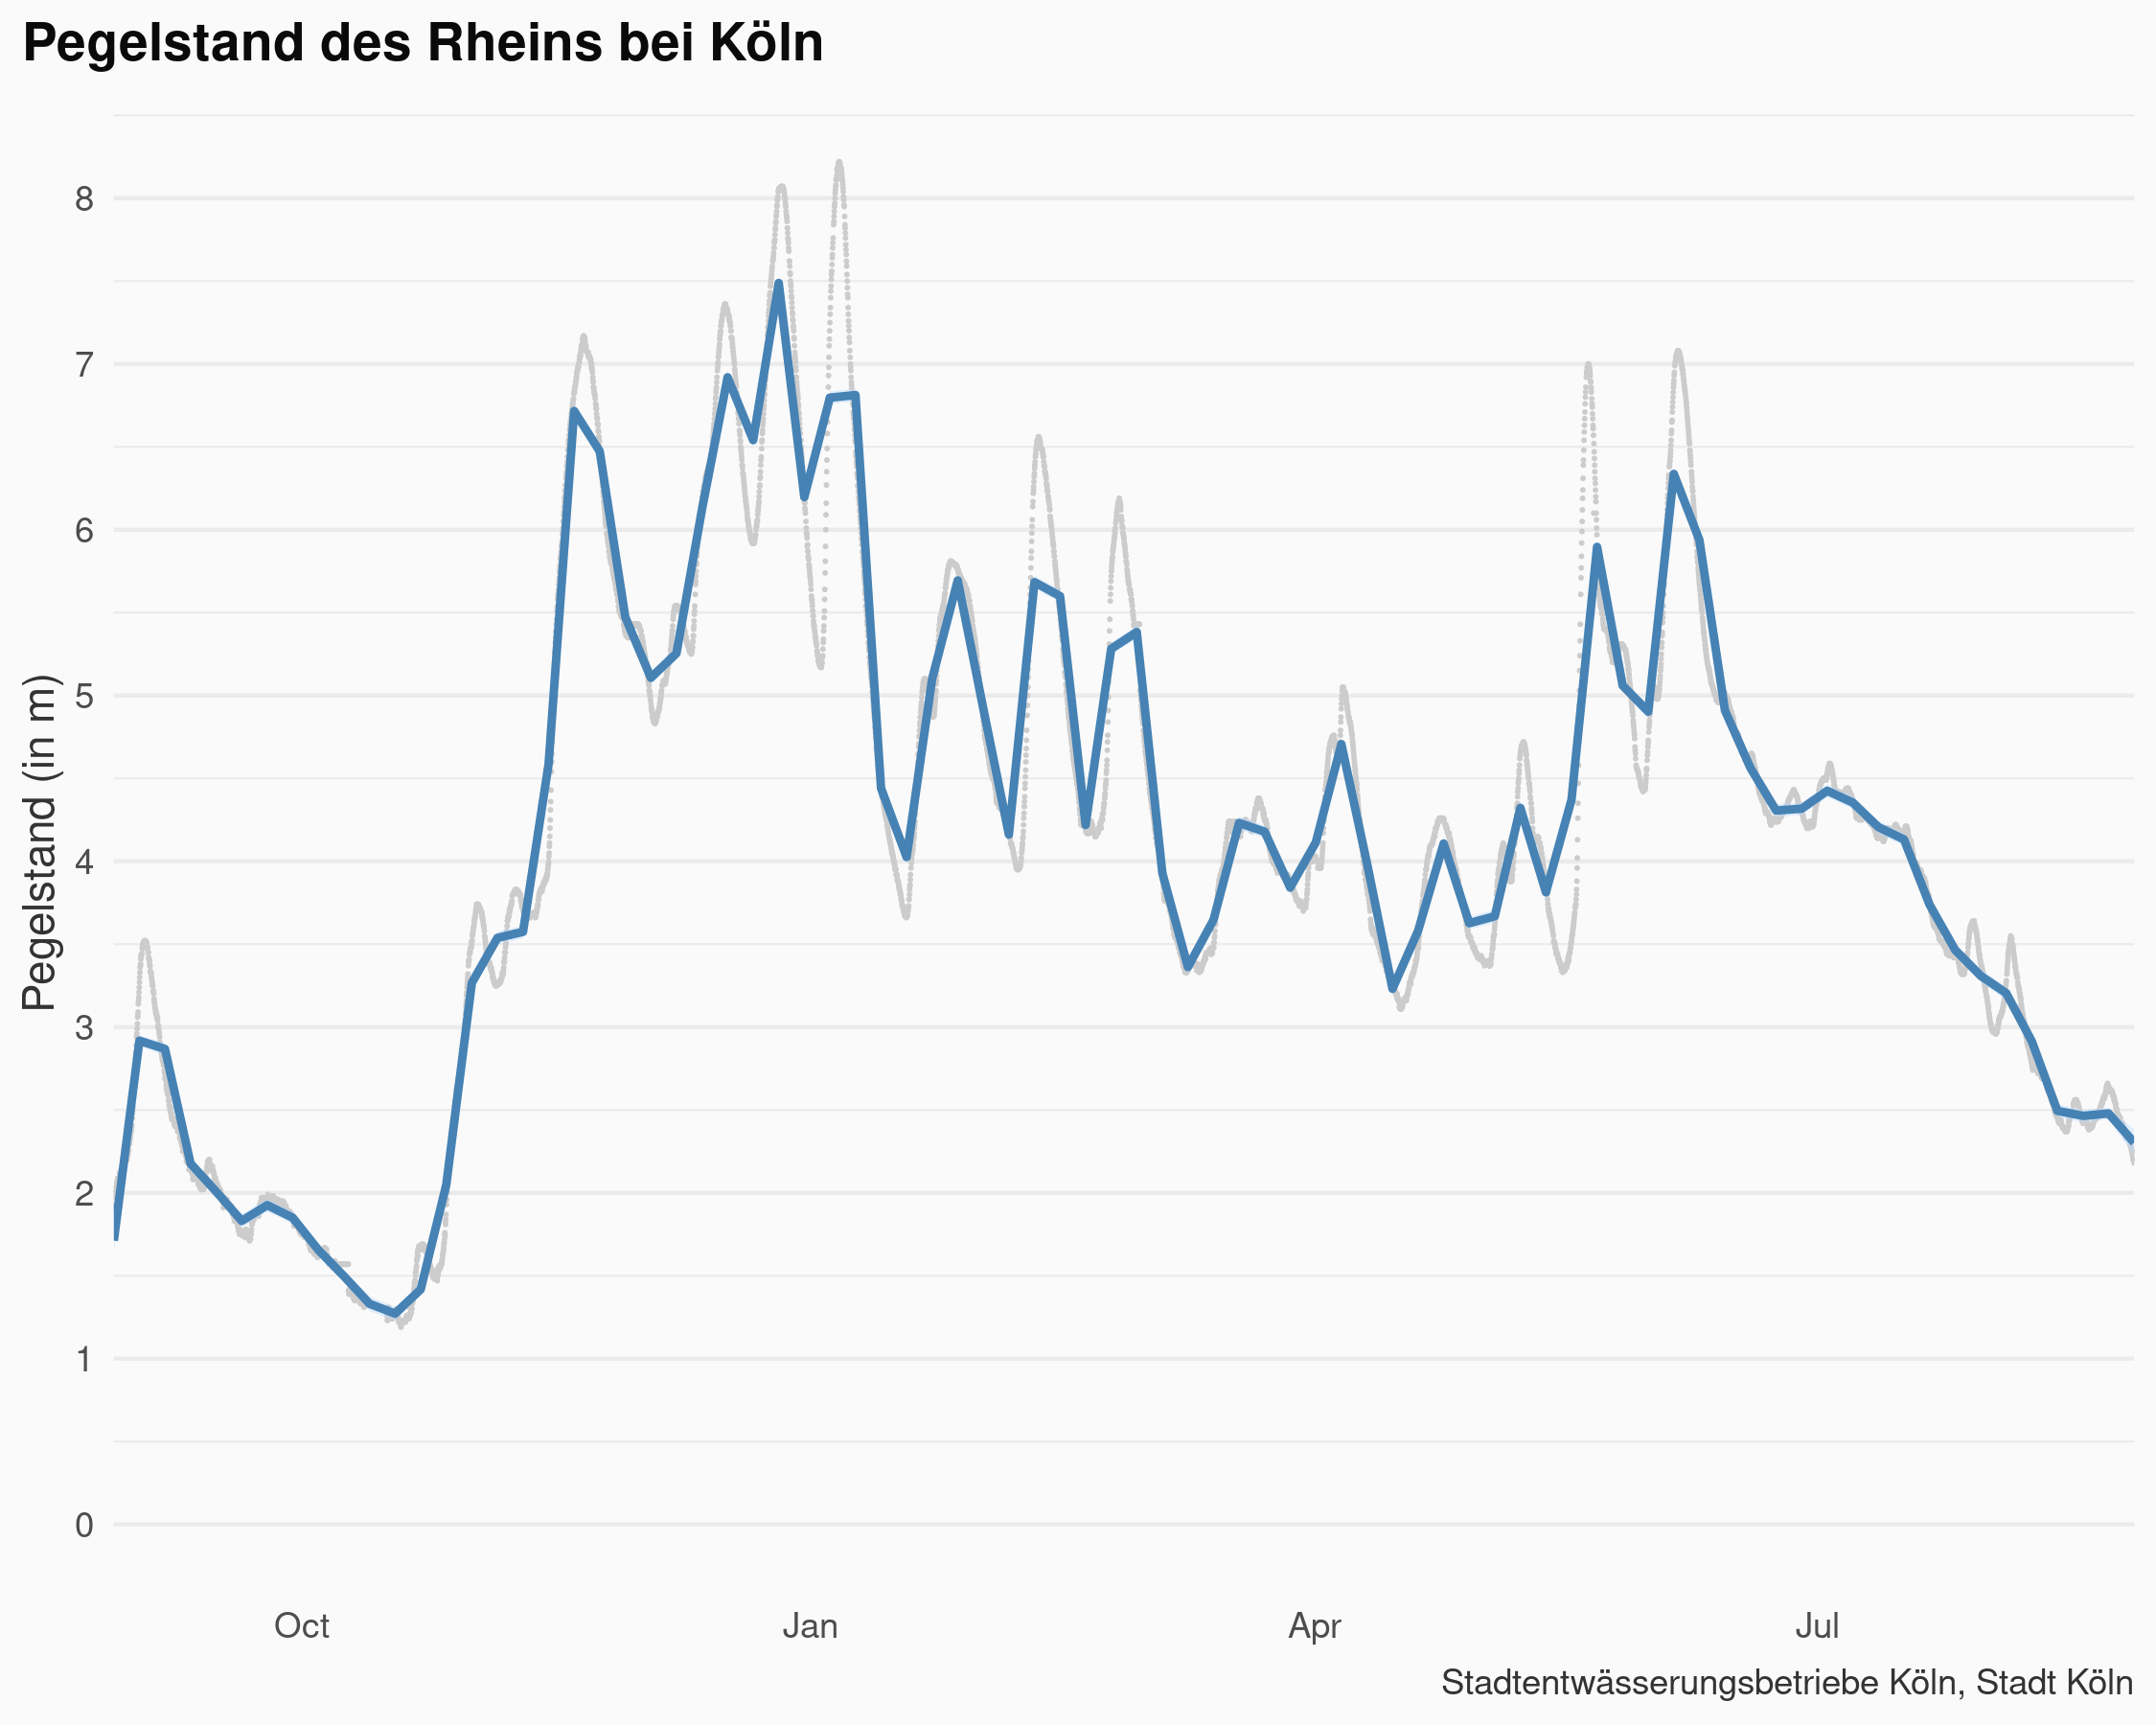 Pegelstand des Rheins bei Köln
Pegelstand (in m)
8
7
6
5
4
3
2
1
0
Oct Jan Apr Jul
Stadtentwässerungsbetriebe Köln, Stadt Köln